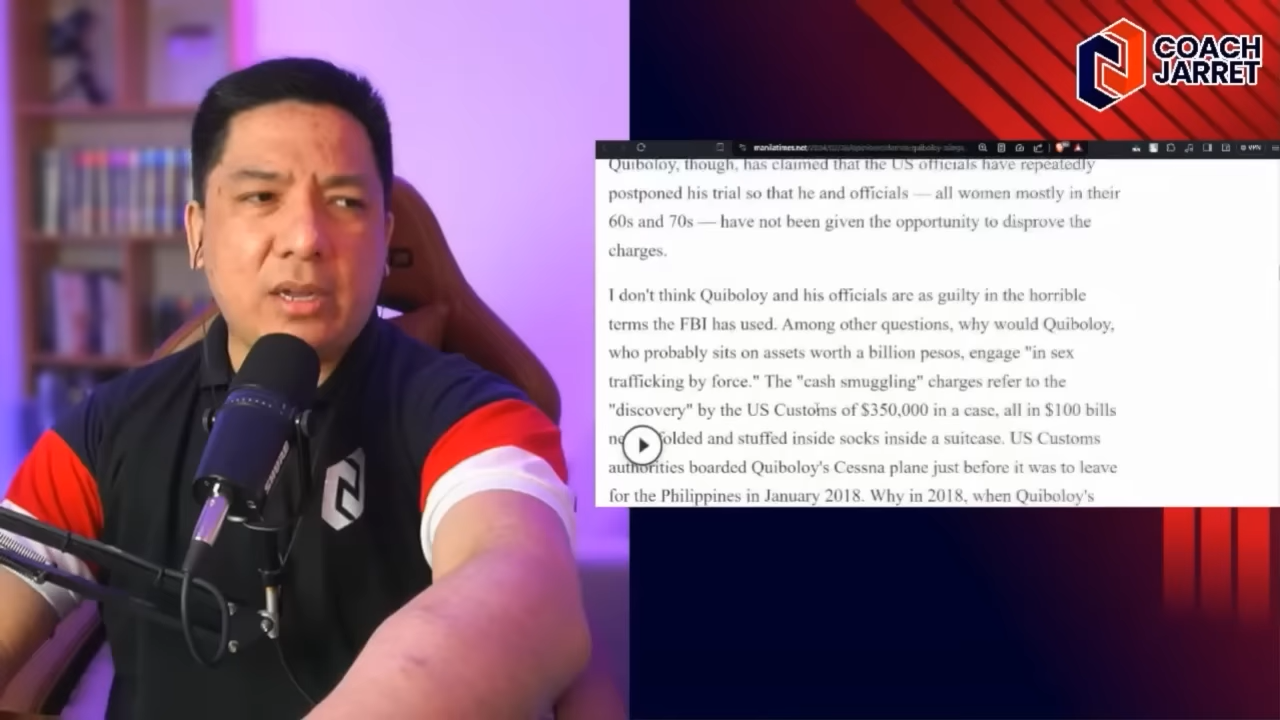 COACH
JARRET
manilatimes.net
VPN
Quiboloy, though, has claimed that the US officials have repeatedly
postponed his trial so that he and officials — all women mostly in their
60s and 70s — have not been given the opportunity to disprove the
charges.
I don't think Quiboloy and his officials are as guilty in the horrible
terms the FBI has used. Among other questions, why would Quiboloy,
who probably sits on assets worth a billion pesos, engage "in sex
trafficking by force." The "cash smuggling" charges refer to the
"discovery" by the US Customs of $350,000 in a case, all in $100 bills
folded and stuffed inside socks inside a suitcase. US Customs
authorities boarded Quiboloy's Cessna plane just before it was to leave
for the Philippines in January 2018. Why in 2018, when Quiboloy's
SHURE